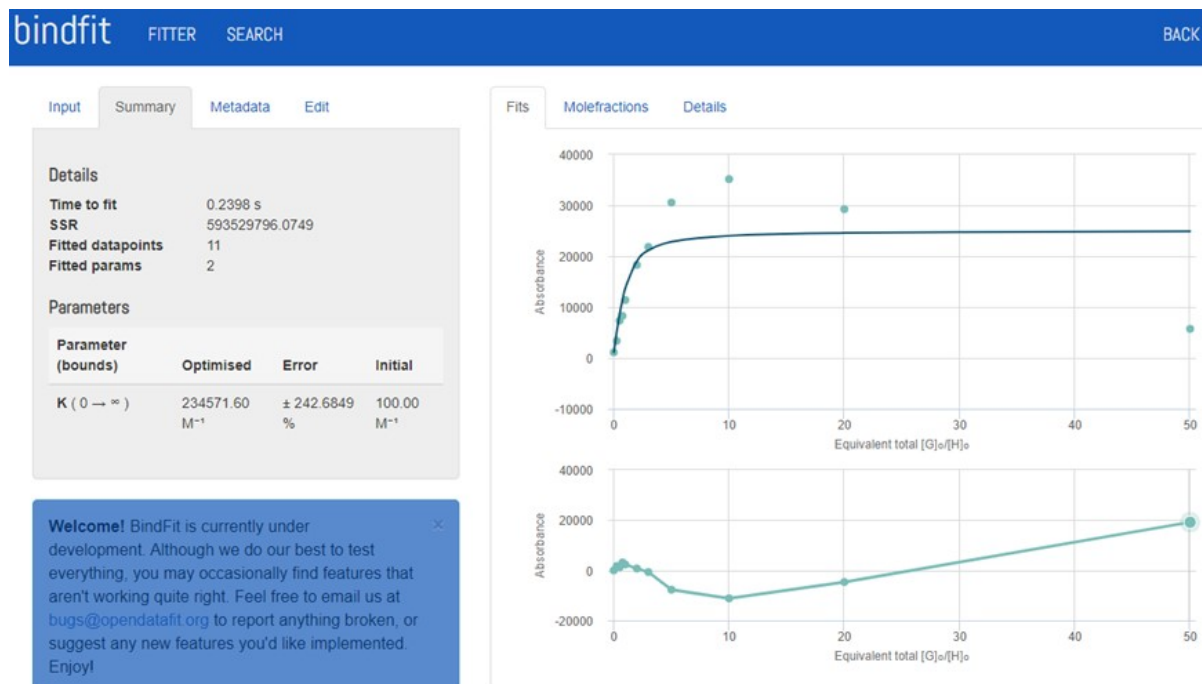 bindfit FITTER SEARCH BACK
Input Summary Metadata Edit
Details
Time to fit 0.2398 s
SSR 593529796.0749
Fitted datapoints 11
Fitted params 2
Parameters
Parameter
(bounds) Optimised Error Initial
K ( 0 → ∞ ) 234571.60 ± 242.6849 100.00
M⁻¹ % M⁻¹
Welcome! BindFit is currently under ×
development. Although we do our best to test
everything, you may occasionally find features that
aren't working quite right. Feel free to email us at
bugs@opendatafit.org to report anything broken, or
suggest any new features you'd like implemented.
Enjoy!
Fits Molefractions Details
40000
30000
20000
10000
0
-10000
Absorbance
0 10 20 30 40 50
Equivalent total [G]₀/[H]₀
40000
20000
0
-20000
Absorbance
0 10 20 30 40 50
Equivalent total [G]₀/[H]₀